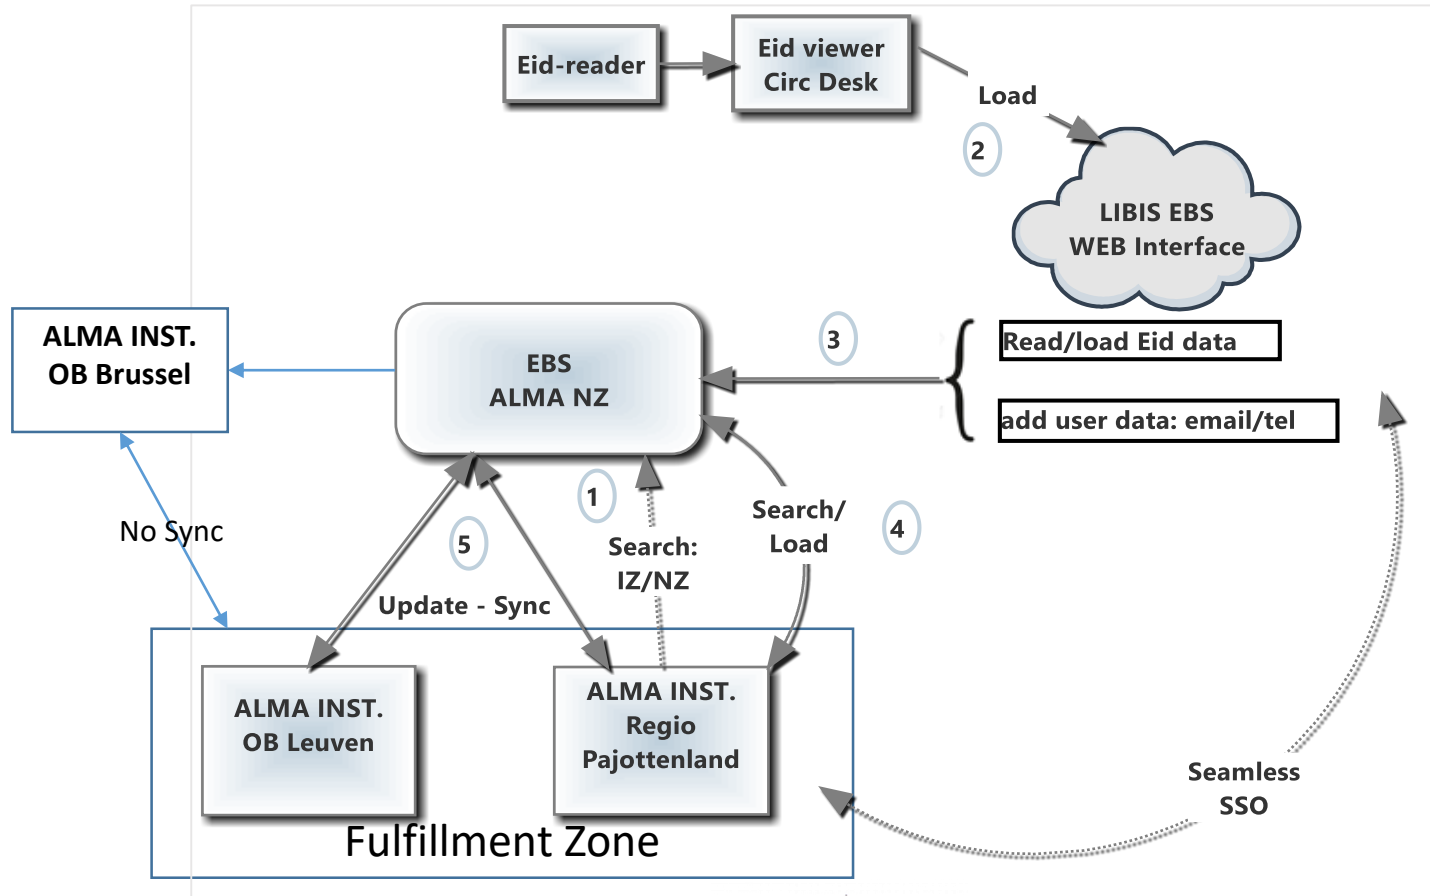 Eid-reader
Eid viewer
Circ Desk
Load
2
LIBIS EBS
WEB Interface
ALMA INST.
OB Brussel
EBS
ALMA NZ
3
Read/load Eid data
add user data: email/tel
1
Search:
IZ/NZ
Search/
Load
4
No Sync
5
Update - Sync
ALMA INST.
OB Leuven
ALMA INST.
Regio
Pajottenland
Seamless
SSO
Fulfillment Zone